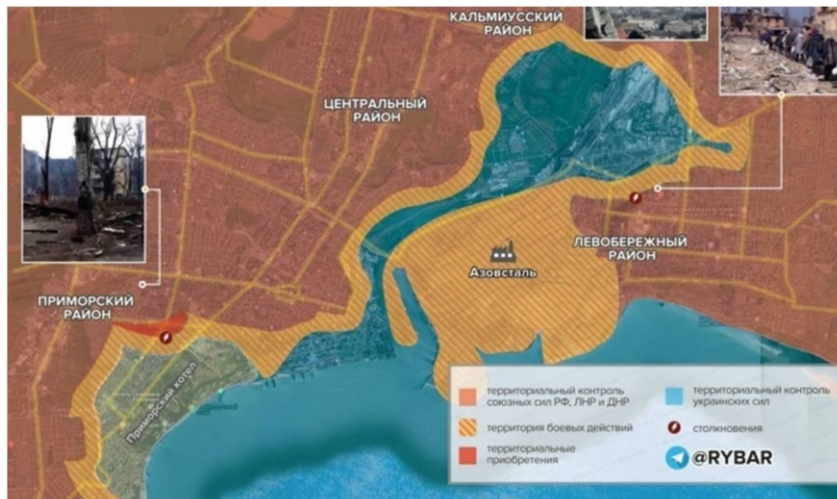 КАЛЬМИУССКИЙ
РАЙОН
ЦЕНТРАЛЬНЫЙ
РАЙОН
ЛЕВОБЕРЕЖНЫЙ
РАЙОН
Азовсталь
ПРИМОРСКИЙ
РАЙОН
Приморский котел
территориальный контроль
союзных сил РФ, ЛНР и ДНР
территория боевых действий
территориальные
приобретения
территориальный контроль
украинских сил
столкновения
@RYBAR